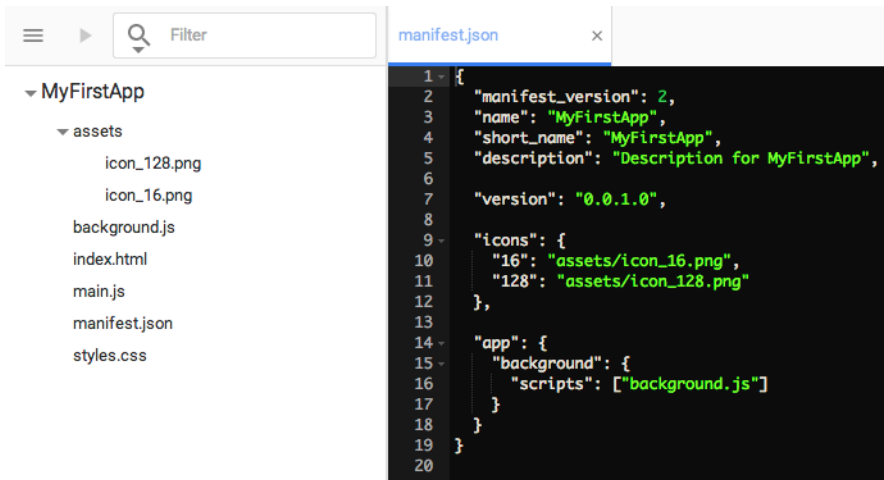 Filter
MyFirstApp
assets
icon_128.png
icon_16.png
background.js
index.html
main.js
manifest.json
styles.css
manifest.json ×
1 {
2 "manifest_version": 2,
3 "name": "MyFirstApp",
4 "short_name": "MyFirstApp",
5 "description": "Description for MyFirstApp",
6
7 "version": "0.0.1.0",
8
9 "icons": {
10 "16": "assets/icon_16.png",
11 "128": "assets/icon_128.png"
12 },
13
14 "app": {
15 "background": {
16 "scripts": ["background.js"]
17 }
18 }
19 }
20